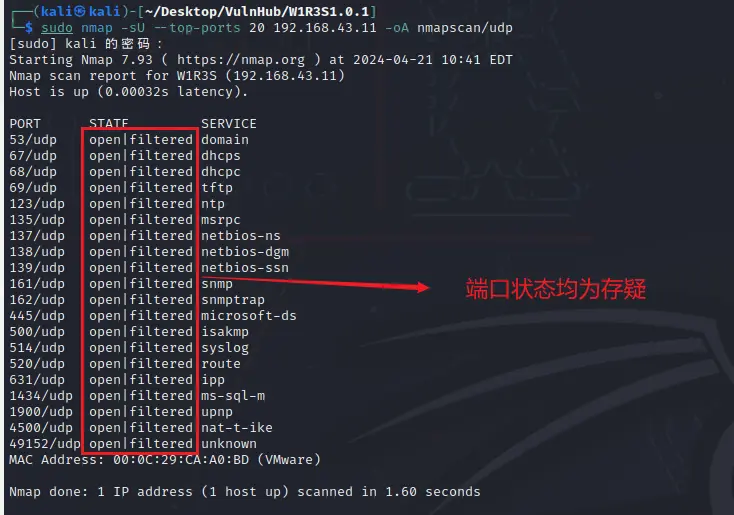 ┌──(kali㉿kali)-[~/Desktop/VulnHub/W1R3S1.0.1]
└─$ sudo nmap -sU --top-ports 20 192.168.43.11 -oA nmapscan/udp
[sudo] kali 的密码：
Starting Nmap 7.93 ( https://nmap.org ) at 2024-04-21 10:41 EDT
Nmap scan report for W1R3S (192.168.43.11)
Host is up (0.00032s latency).
PORT STATE SERVICE
53/udp open|filtered domain
67/udp open|filtered dhcps
68/udp open|filtered dhcpc
69/udp open|filtered tftp
123/udp open|filtered ntp
135/udp open|filtered msrpc
137/udp open|filtered netbios-ns
138/udp open|filtered netbios-dgm
139/udp open|filtered netbios-ssn
161/udp open|filtered snmp
端口状态均为存疑
162/udp open|filtered snmptrap
445/udp open|filtered microsoft-ds
500/udp open|filtered isakmp
514/udp open|filtered syslog
520/udp open|filtered route
631/udp open|filtered ipp
1434/udp open|filtered ms-sql-m
1900/udp open|filtered upnp
4500/udp open|filtered nat-t-ike
49152/udp open|filtered unknown
MAC Address: 00:0C:29:CA:A0:BD (VMware)
Nmap done: 1 IP address (1 host up) scanned in 1.60 seconds